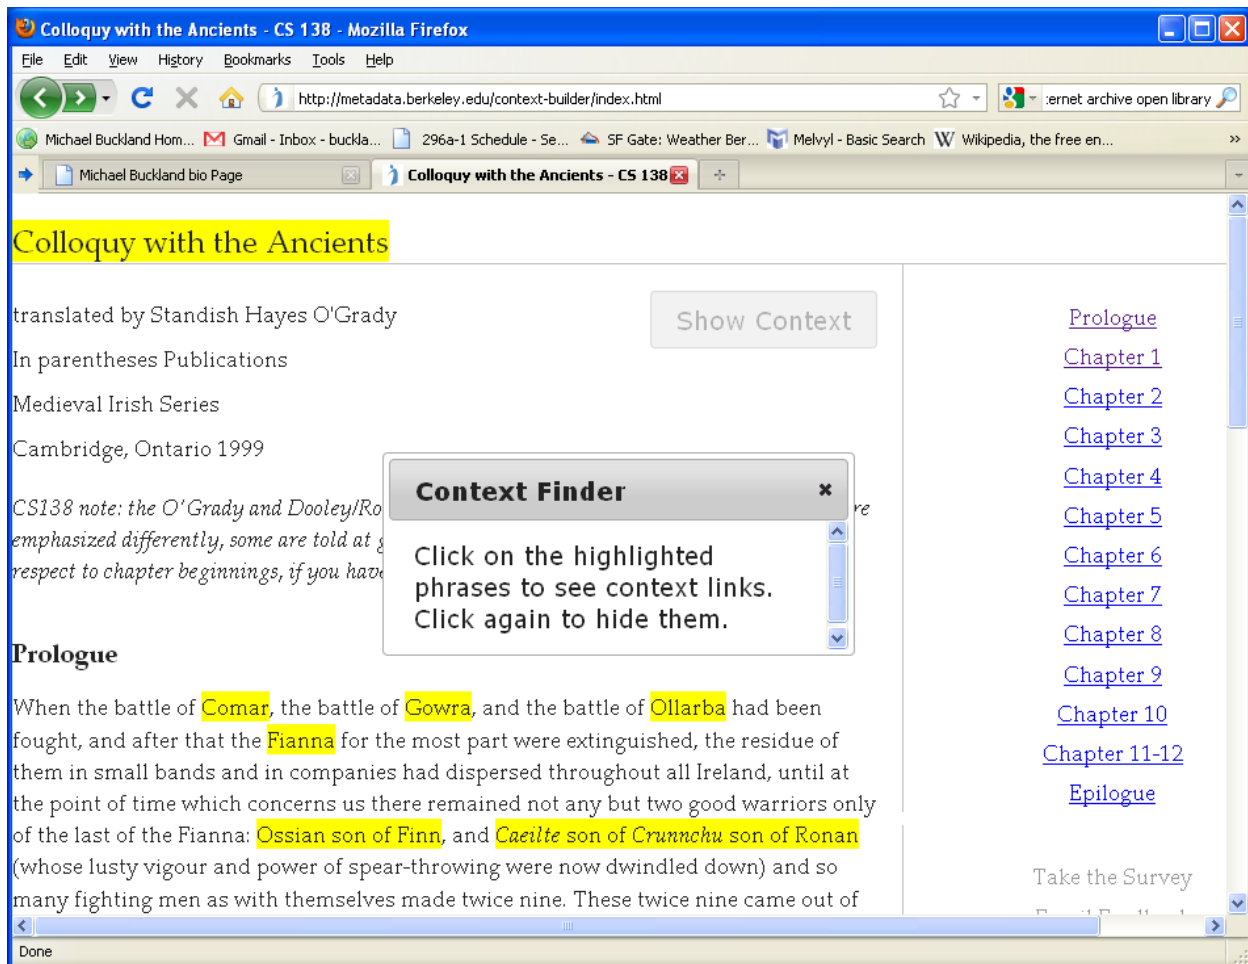 Colloquy with the Ancients - CS 138 - Mozilla Firefox
File Edit View History Bookmarks Tools Help
http://metadata.berkeley.edu/context-builder/index.html
:ernet archive open library
Michael Buckland Hom... Gmail - Inbox - buckla... 296a-1 Schedule - Se... SF Gate: Weather Ber... Melvyl - Basic Search Wikipedia, the free en... »
Michael Buckland bio Page
Colloquy with the Ancients - CS 138
Colloquy with the Ancients
translated by Standish Hayes O'Grady
In parentheses Publications
Medieval Irish Series
Cambridge, Ontario 1999
Show Context
CS138 note: the O'Grady and Dooley/Ro re
emphasized differently, some are told at g
respect to chapter beginnings, if you have
Context Finder
Click on the highlighted
phrases to see context links.
Click again to hide them.
Prologue
When the battle of Comar, the battle of Gowra, and the battle of Ollarba had been
fought, and after that the Fianna for the most part were extinguished, the residue of
them in small bands and in companies had dispersed throughout all Ireland, until at
the point of time which concerns us there remained not any but two good warriors only
of the last of the Fianna: Ossian son of Finn, and Caeilte son of Crunnchu son of Ronan
(whose lusty vigour and power of spear-throwing were now dwindled down) and so
many fighting men as with themselves made twice nine. These twice nine came out of
Prologue
Chapter 1
Chapter 2
Chapter 3
Chapter 4
Chapter 5
Chapter 6
Chapter 7
Chapter 8
Chapter 9
Chapter 10
Chapter 11-12
Epilogue
Take the Survey
Done